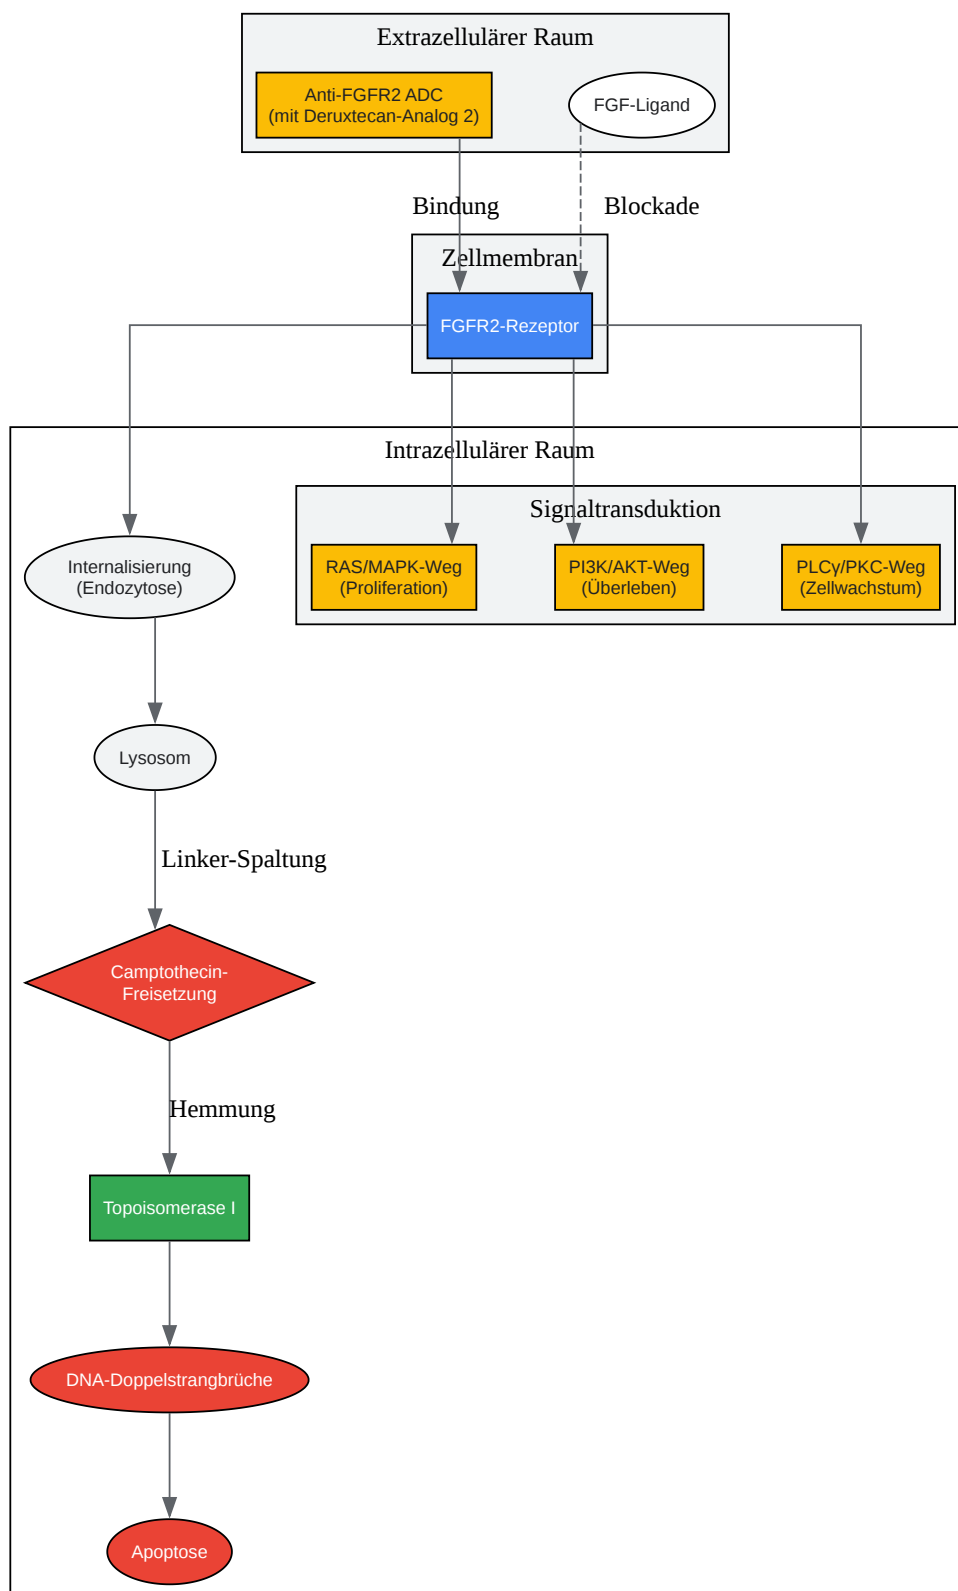 Extrazellulärer Raum
Anti-FGFR2 ADC
(mit Deruxtecan-Analog 2)
FGF-Ligand
Bindung
Blockade
Zellmembran
FGFR2-Rezeptor
Intrazellulärer Raum
Signaltransduktion
Internalisierung
(Endozytose)
RAS/MAPK-Weg
(Proliferation)
PI3K/AKT-Weg
(Überleben)
PLCγ/PKC-Weg
(Zellwachstum)
Lysosom
Linker-Spaltung
Camptothecin-
Freisetzung
Hemmung
Topoisomerase I
DNA-Doppelstrangbrüche
Apoptose